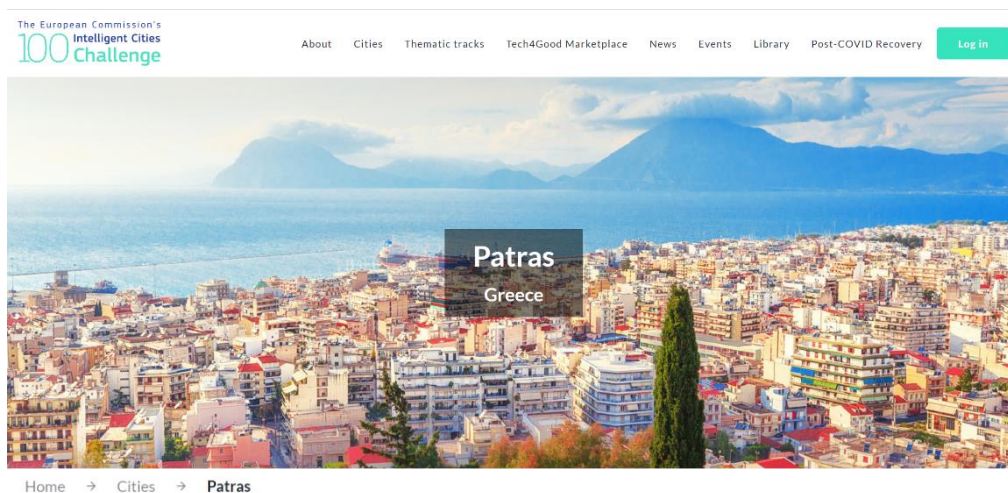 The European Commission's
100 Intelligent Cities
Challenge
About Cities Thematic tracks Tech4Good Marketplace News Events Library Post-COVID Recovery Log in
Patras
Greece
Home → Cities → Patras